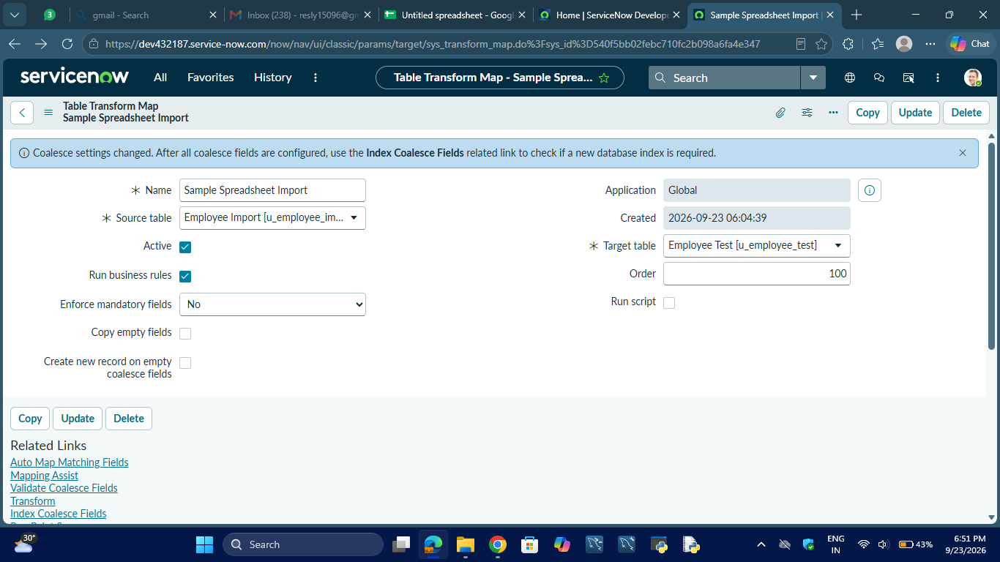 3
gmail - Search
Inbox (238) - resly15096@gm
Untitled spreadsheet - Googl
Home | ServiceNow Develope
Sample Spreadsheet Import |
https://dev432187.service-now.com/now/nav/ui/classic/params/target/sys_transform_map.do%3Fsys_id%3D540f5bb02febc710fc2b098a6fa4e347
Chat
servicenow
All
Favorites
History
Table Transform Map - Sample Sprea...
Search
Table Transform Map
Sample Spreadsheet Import
Copy
Update
Delete
Coalesce settings changed. After all coalesce fields are configured, use the Index Coalesce Fields related link to check if a new database index is required.
Name
Sample Spreadsheet Import
Application
Global
Source table
Employee Import [u_employee_im...
Created
2026-09-23 06:04:39
Active
Target table
Employee Test [u_employee_test]
Run business rules
Order
100
Enforce mandatory fields
No
Run script
Copy empty fields
Create new record on empty
coalesce fields
Copy
Update
Delete
Related Links
Auto Map Matching Fields
Mapping Assist
Validate Coalesce Fields
Transform
Index Coalesce Fields
30°
Search
ENG
IN
43%
6:51 PM
9/23/2026